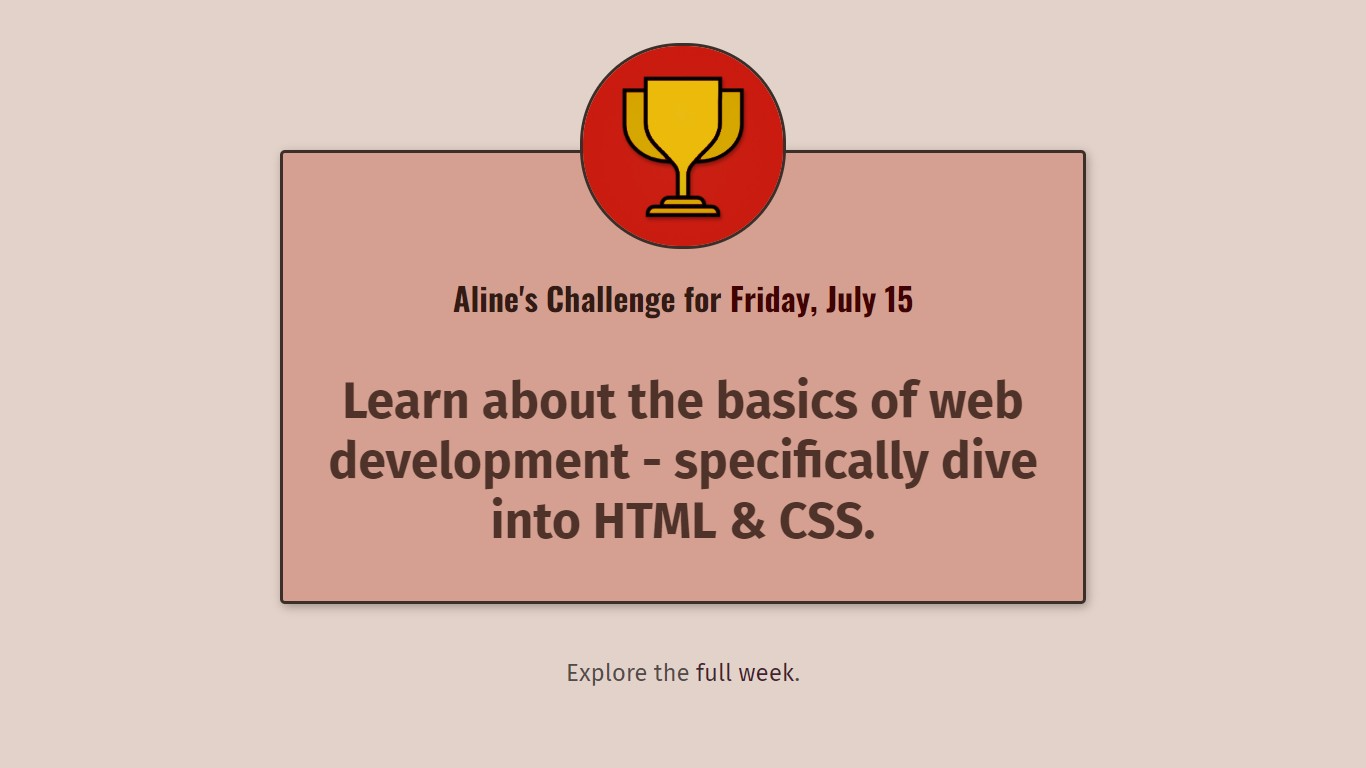 Aline's Challenge for Friday, July 15
Learn about the basics of web
development - specifically dive
into HTML & CSS.
Explore the full week.